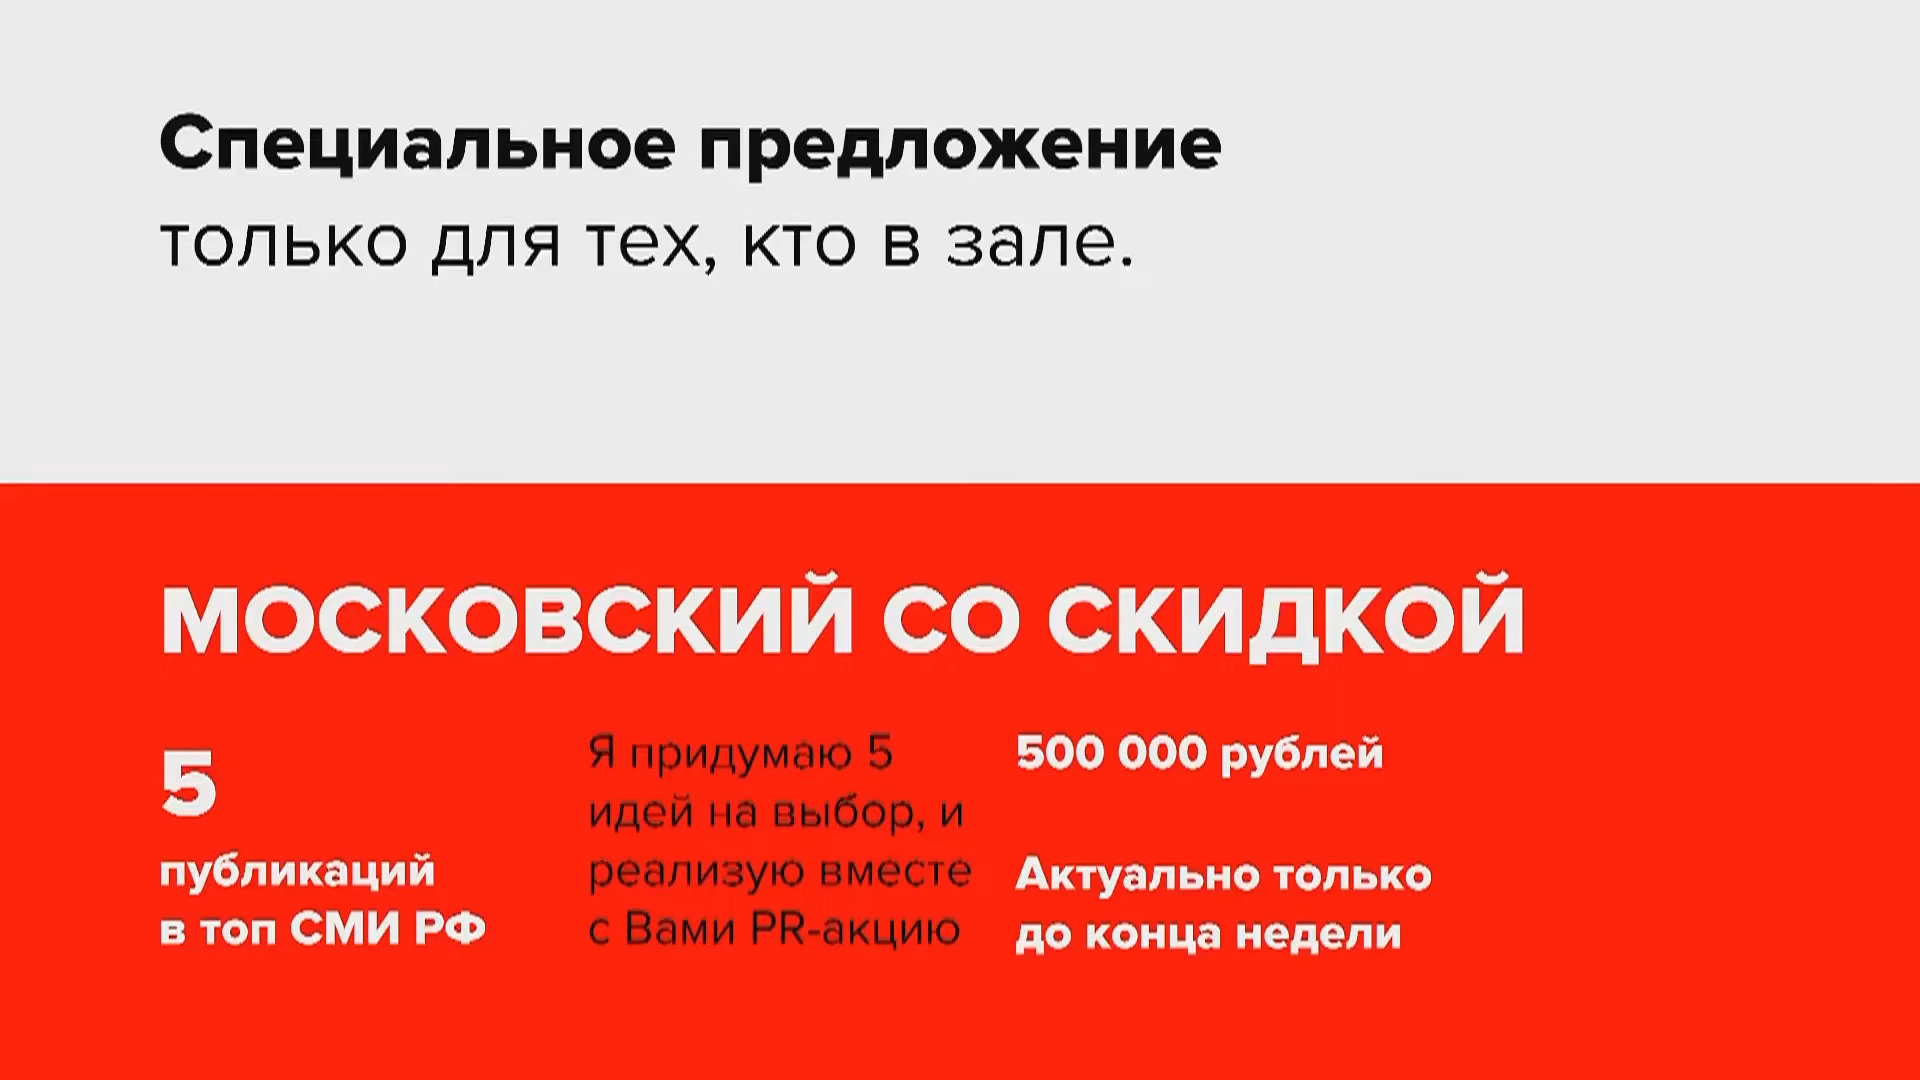 Специальное предложение
только для тех, кто в зале.
МОСКОВСКИЙ СО СКИДКОЙ
5
публикаций
в топ СМИ РФ
Я придумаю 5
идей на выбор, и
реализую вместе
с Вами PR-акцию
500 000 рублей
Актуально только
до конца недели